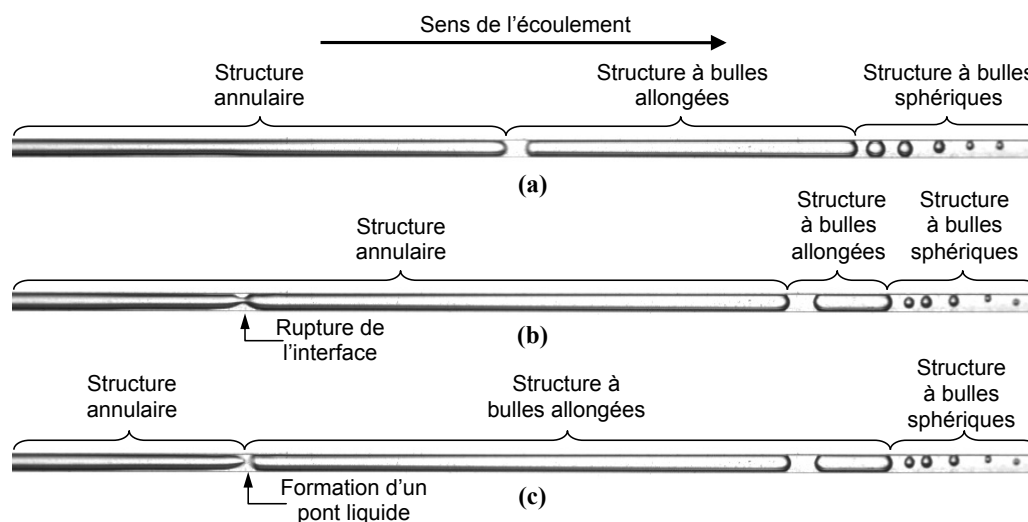 Sens de l’écoulement
Structure
annulaire
Structure à bulles
allongées
Structure à bulles
sphériques
(a)
Structure
annulaire
Structure
à bulles
allongées
Structure
à bulles
sphériques
Rupture de
l’interface
(b)
Structure
annulaire
Structure à
bulles allongées
Structure
à bulles
sphériques
Formation d’un
pont liquide
(c)